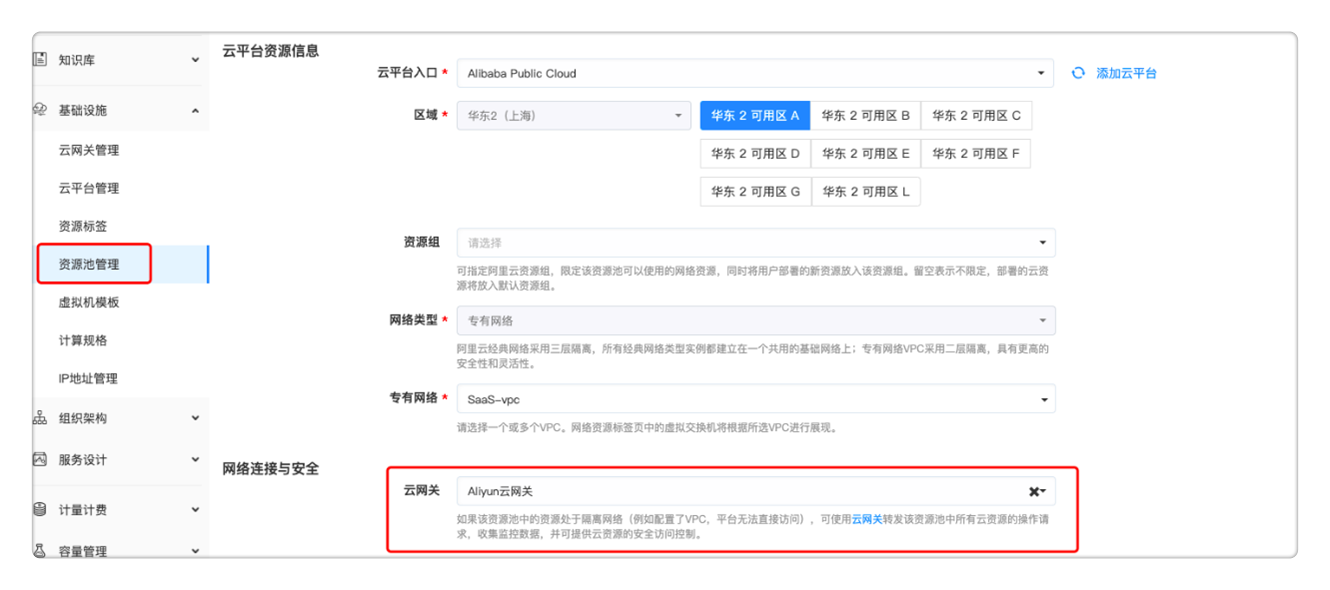 知识库
基础设施
云网关管理
云平台管理
资源标签
资源池管理
虚拟机模板
计算规格
IP地址管理
组织架构
服务设计
计量计费
容量管理
云平台资源信息
云平台入口 *
Alibaba Public Cloud
添加云平台
区域 *
华东2（上海）
华东 2 可用区 A
华东 2 可用区 B
华东 2 可用区 C
华东 2 可用区 D
华东 2 可用区 E
华东 2 可用区 F
华东 2 可用区 G
华东 2 可用区 L
资源组
请选择
可指定阿里云资源组，限定该资源池可以使用的网络资源，同时将用户部署的新资源放入该资源组。留空表示不限定，部署的云资
源将放入默认资源组。
网络类型 *
专有网络
阿里云经典网络采用三层隔离，所有经典网络类型实例都建立在一个共用的基础网络上；专有网络VPC采用二层隔离，具有更高的
安全性和灵活性。
专有网络 *
SaaS-vpc
请选择一个或多个VPC。网络资源标签页中的虚拟交换机将根据所选VPC进行展现。
网络连接与安全
云网关
Aliyun云网关
如果该资源池中的资源处于隔离网络（例如配置了VPC，平台无法直接访问），可使用云网关转发该资源池中所有云资源的操作请
求，收集监控数据，并可提供云资源的安全访问控制。